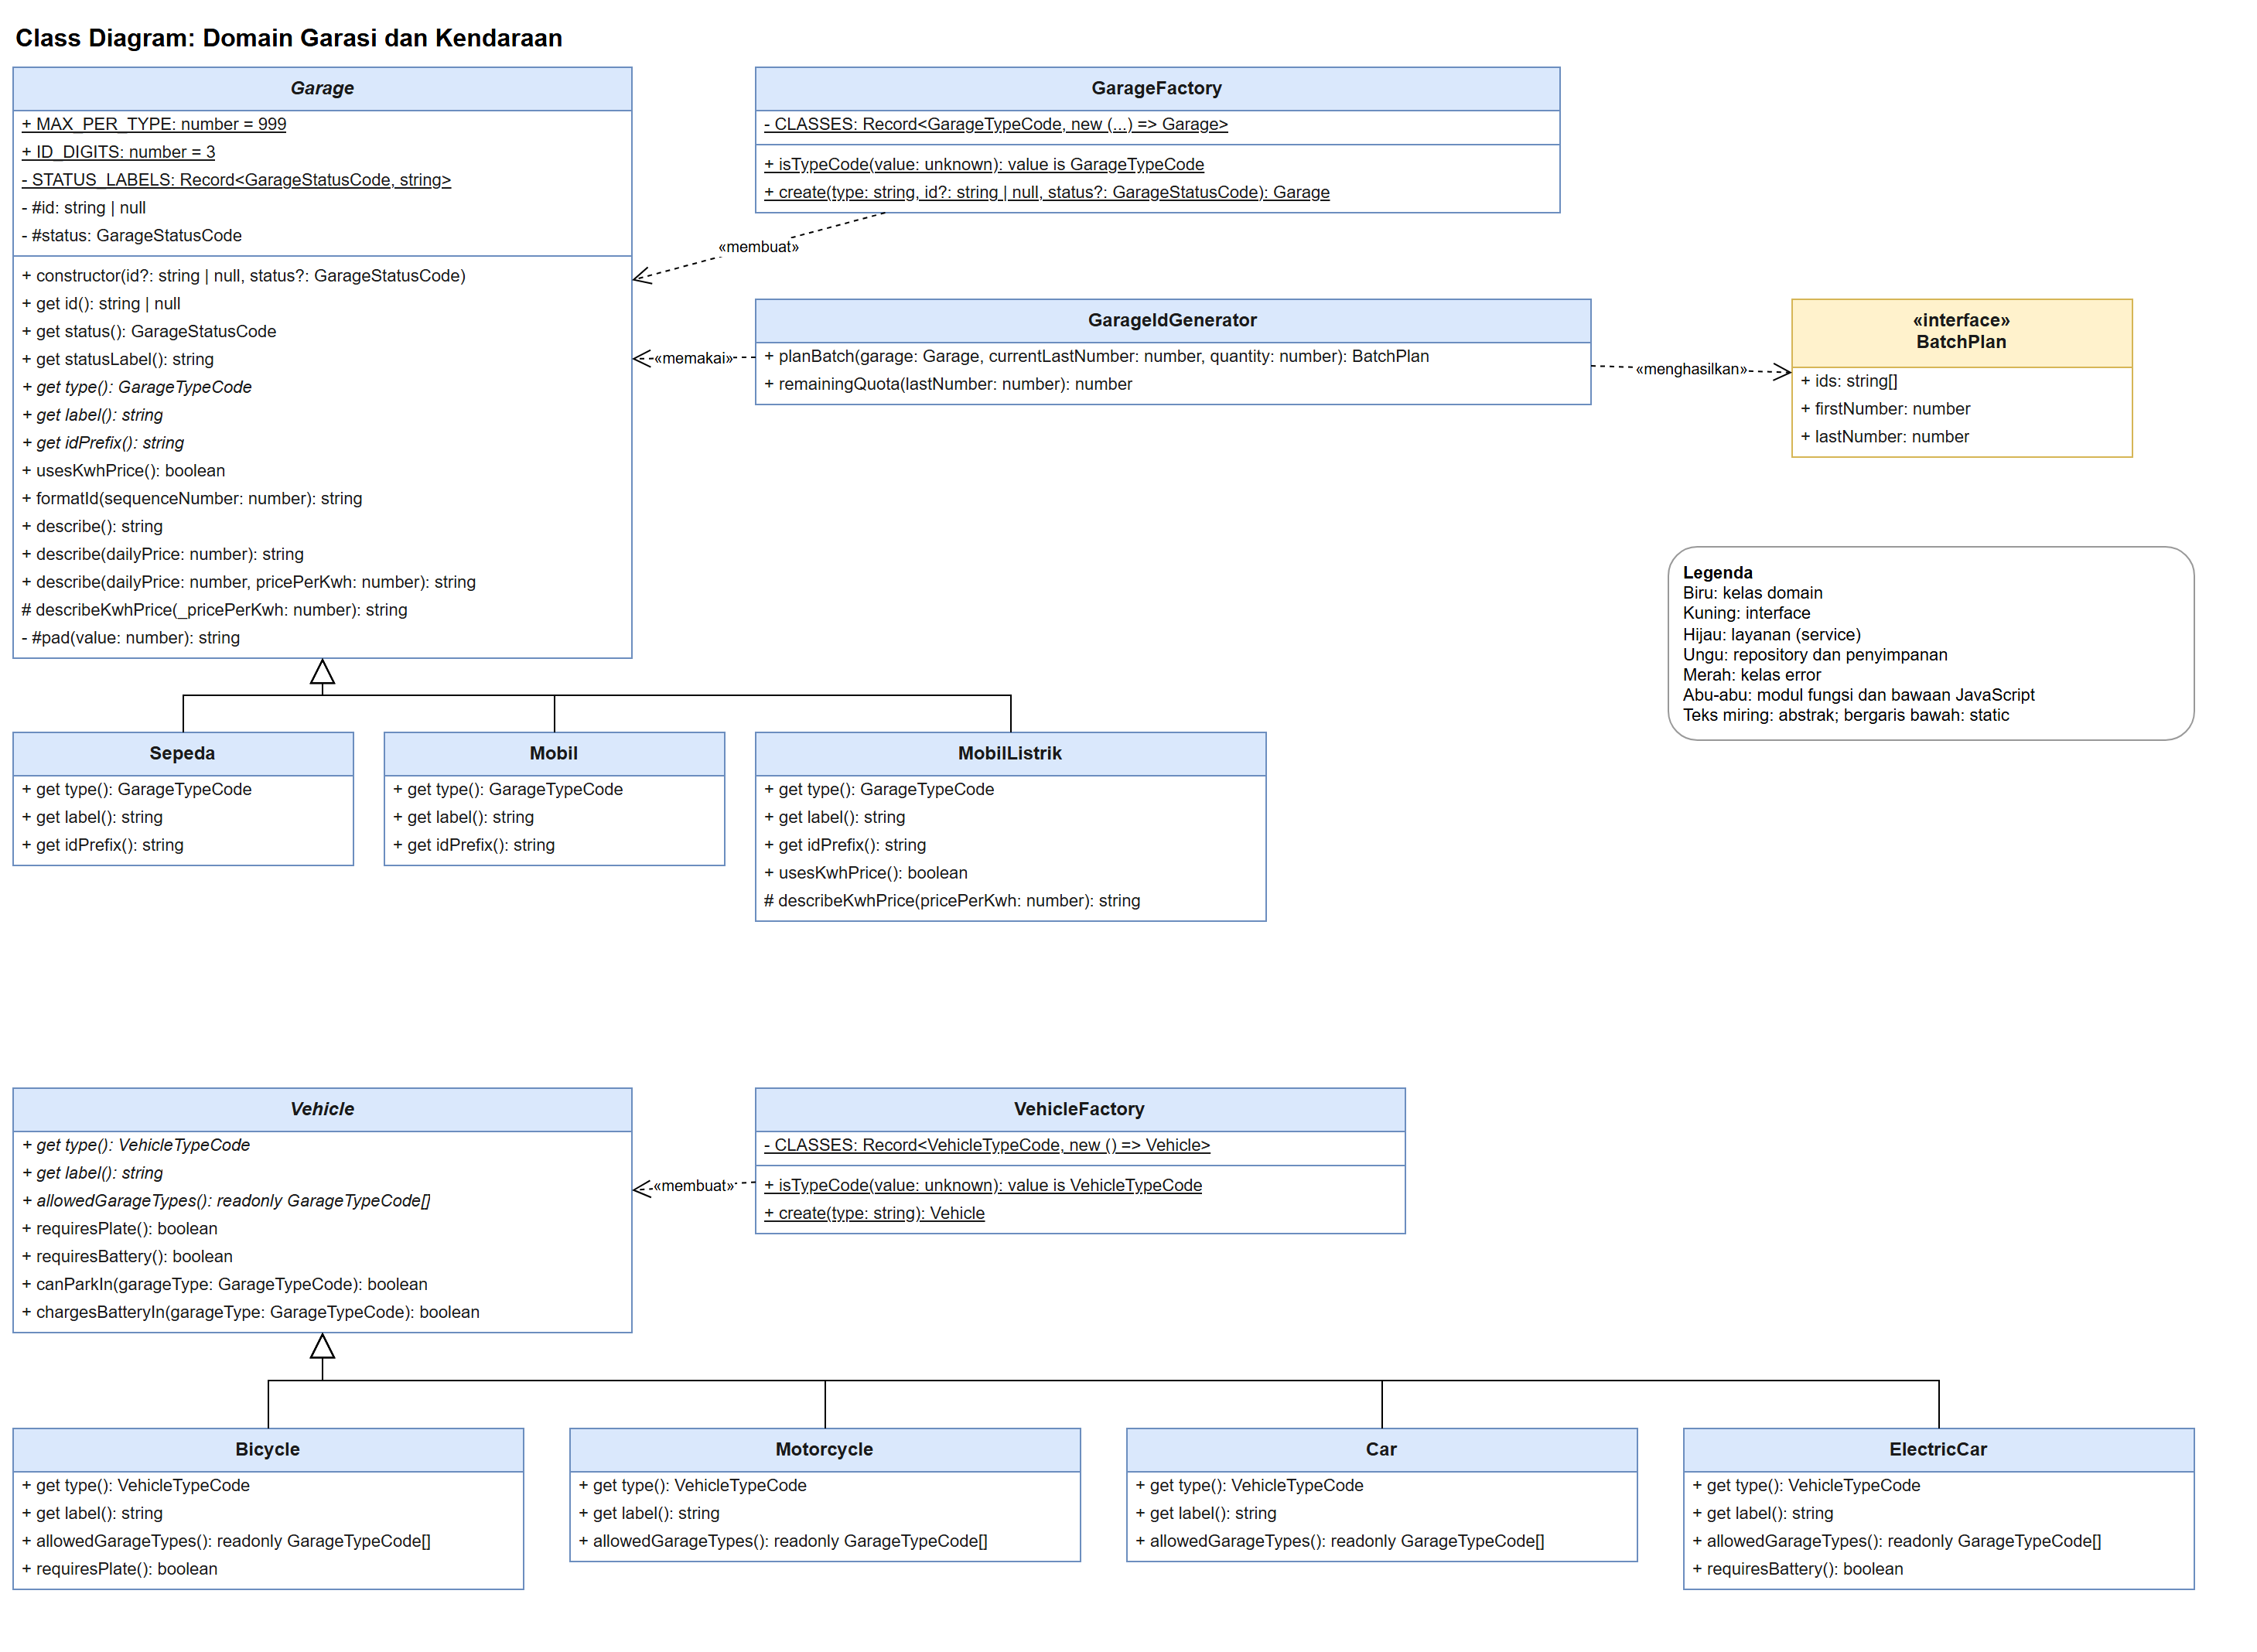 Class Diagram: Domain Garasi dan Kendaraan
Garage
+ MAX_PER_TYPE: number = 999
+ ID_DIGITS: number = 3
- STATUS_LABELS: Record<GarageStatusCode, string>
- #id: string | null
- #status: GarageStatusCode
+ constructor(id?: string | null, status?: GarageStatusCode)
+ get id(): string | null
+ get status(): GarageStatusCode
+ get statusLabel(): string
+ get type(): GarageTypeCode
+ get label(): string
+ get idPrefix(): string
+ usesKwhPrice(): boolean
+ formatId(sequenceNumber: number): string
+ describe(): string
+ describe(dailyPrice: number): string
+ describe(dailyPrice: number, pricePerKwh: number): string
# describeKwhPrice(_pricePerKwh: number): string
- #pad(value: number): string
GarageFactory
- CLASSES: Record<GarageTypeCode, new (...) => Garage>
+ isTypeCode(value: unknown): value is GarageTypeCode
+ create(type: string, id?: string | null, status?: GarageStatusCode): Garage
«membuat»
GarageIdGenerator
+ planBatch(garage: Garage, currentLastNumber: number, quantity: number): BatchPlan
+ remainingQuota(lastNumber: number): number
«memakai»
«menghasilkan»
«interface»
BatchPlan
+ ids: string[]
+ firstNumber: number
+ lastNumber: number
Legenda
Biru: kelas domain
Kuning: interface
Hijau: layanan (service)
Ungu: repository dan penyimpanan
Merah: kelas error
Abu-abu: modul fungsi dan bawaan JavaScript
Teks miring: abstrak; bergaris bawah: static
Sepeda
+ get type(): GarageTypeCode
+ get label(): string
+ get idPrefix(): string
Mobil
+ get type(): GarageTypeCode
+ get label(): string
+ get idPrefix(): string
MobilListrik
+ get type(): GarageTypeCode
+ get label(): string
+ get idPrefix(): string
+ usesKwhPrice(): boolean
# describeKwhPrice(pricePerKwh: number): string
Vehicle
+ get type(): VehicleTypeCode
+ get label(): string
+ allowedGarageTypes(): readonly GarageTypeCode[]
+ requiresPlate(): boolean
+ requiresBattery(): boolean
+ canParkIn(garageType: GarageTypeCode): boolean
+ chargesBatteryIn(garageType: GarageTypeCode): boolean
VehicleFactory
- CLASSES: Record<VehicleTypeCode, new () => Vehicle>
+ isTypeCode(value: unknown): value is VehicleTypeCode
+ create(type: string): Vehicle
«membuat»
Bicycle
+ get type(): VehicleTypeCode
+ get label(): string
+ allowedGarageTypes(): readonly GarageTypeCode[]
+ requiresPlate(): boolean
Motorcycle
+ get type(): VehicleTypeCode
+ get label(): string
+ allowedGarageTypes(): readonly GarageTypeCode[]
Car
+ get type(): VehicleTypeCode
+ get label(): string
+ allowedGarageTypes(): readonly GarageTypeCode[]
ElectricCar
+ get type(): VehicleTypeCode
+ get label(): string
+ allowedGarageTypes(): readonly GarageTypeCode[]
+ requiresBattery(): boolean